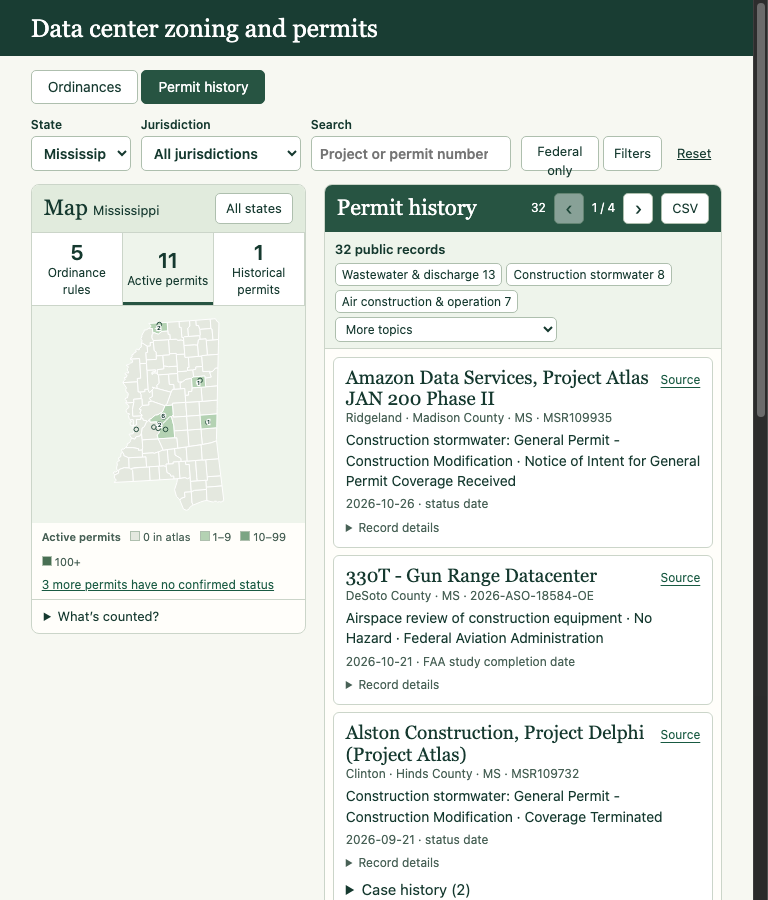 Data center zoning and permits
Ordinances
Permit history
State
Jurisdiction
Search
Mississip
All jurisdictions
Project or permit number
Federal only
Filters
Reset
Map Mississippi
All states
5
Ordinance rules
11
Active permits
1
Historical permits
Active permits 0 in atlas 1–9 10–99
100+
3 more permits have no confirmed status
▶ What's counted?
Permit history
32
‹
1 / 4
›
CSV
32 public records
Wastewater & discharge 13
Construction stormwater 8
Air construction & operation 7
More topics
Amazon Data Services, Project Atlas
JAN 200 Phase II
Source
Ridgeland · Madison County · MS · MSR109935
Construction stormwater: General Permit -
Construction Modification · Notice of Intent for General
Permit Coverage Received
2026-10-26 · status date
▶ Record details
330T - Gun Range Datacenter
Source
DeSoto County · MS · 2026-ASO-18584-OE
Airspace review of construction equipment · No
Hazard · Federal Aviation Administration
2026-10-21 · FAA study completion date
▶ Record details
Alston Construction, Project Delphi
(Project Atlas)
Source
Clinton · Hinds County · MS · MSR109732
Construction stormwater: General Permit -
Construction Modification · Coverage Terminated
2026-09-21 · status date
▶ Record details
▶ Case history (2)